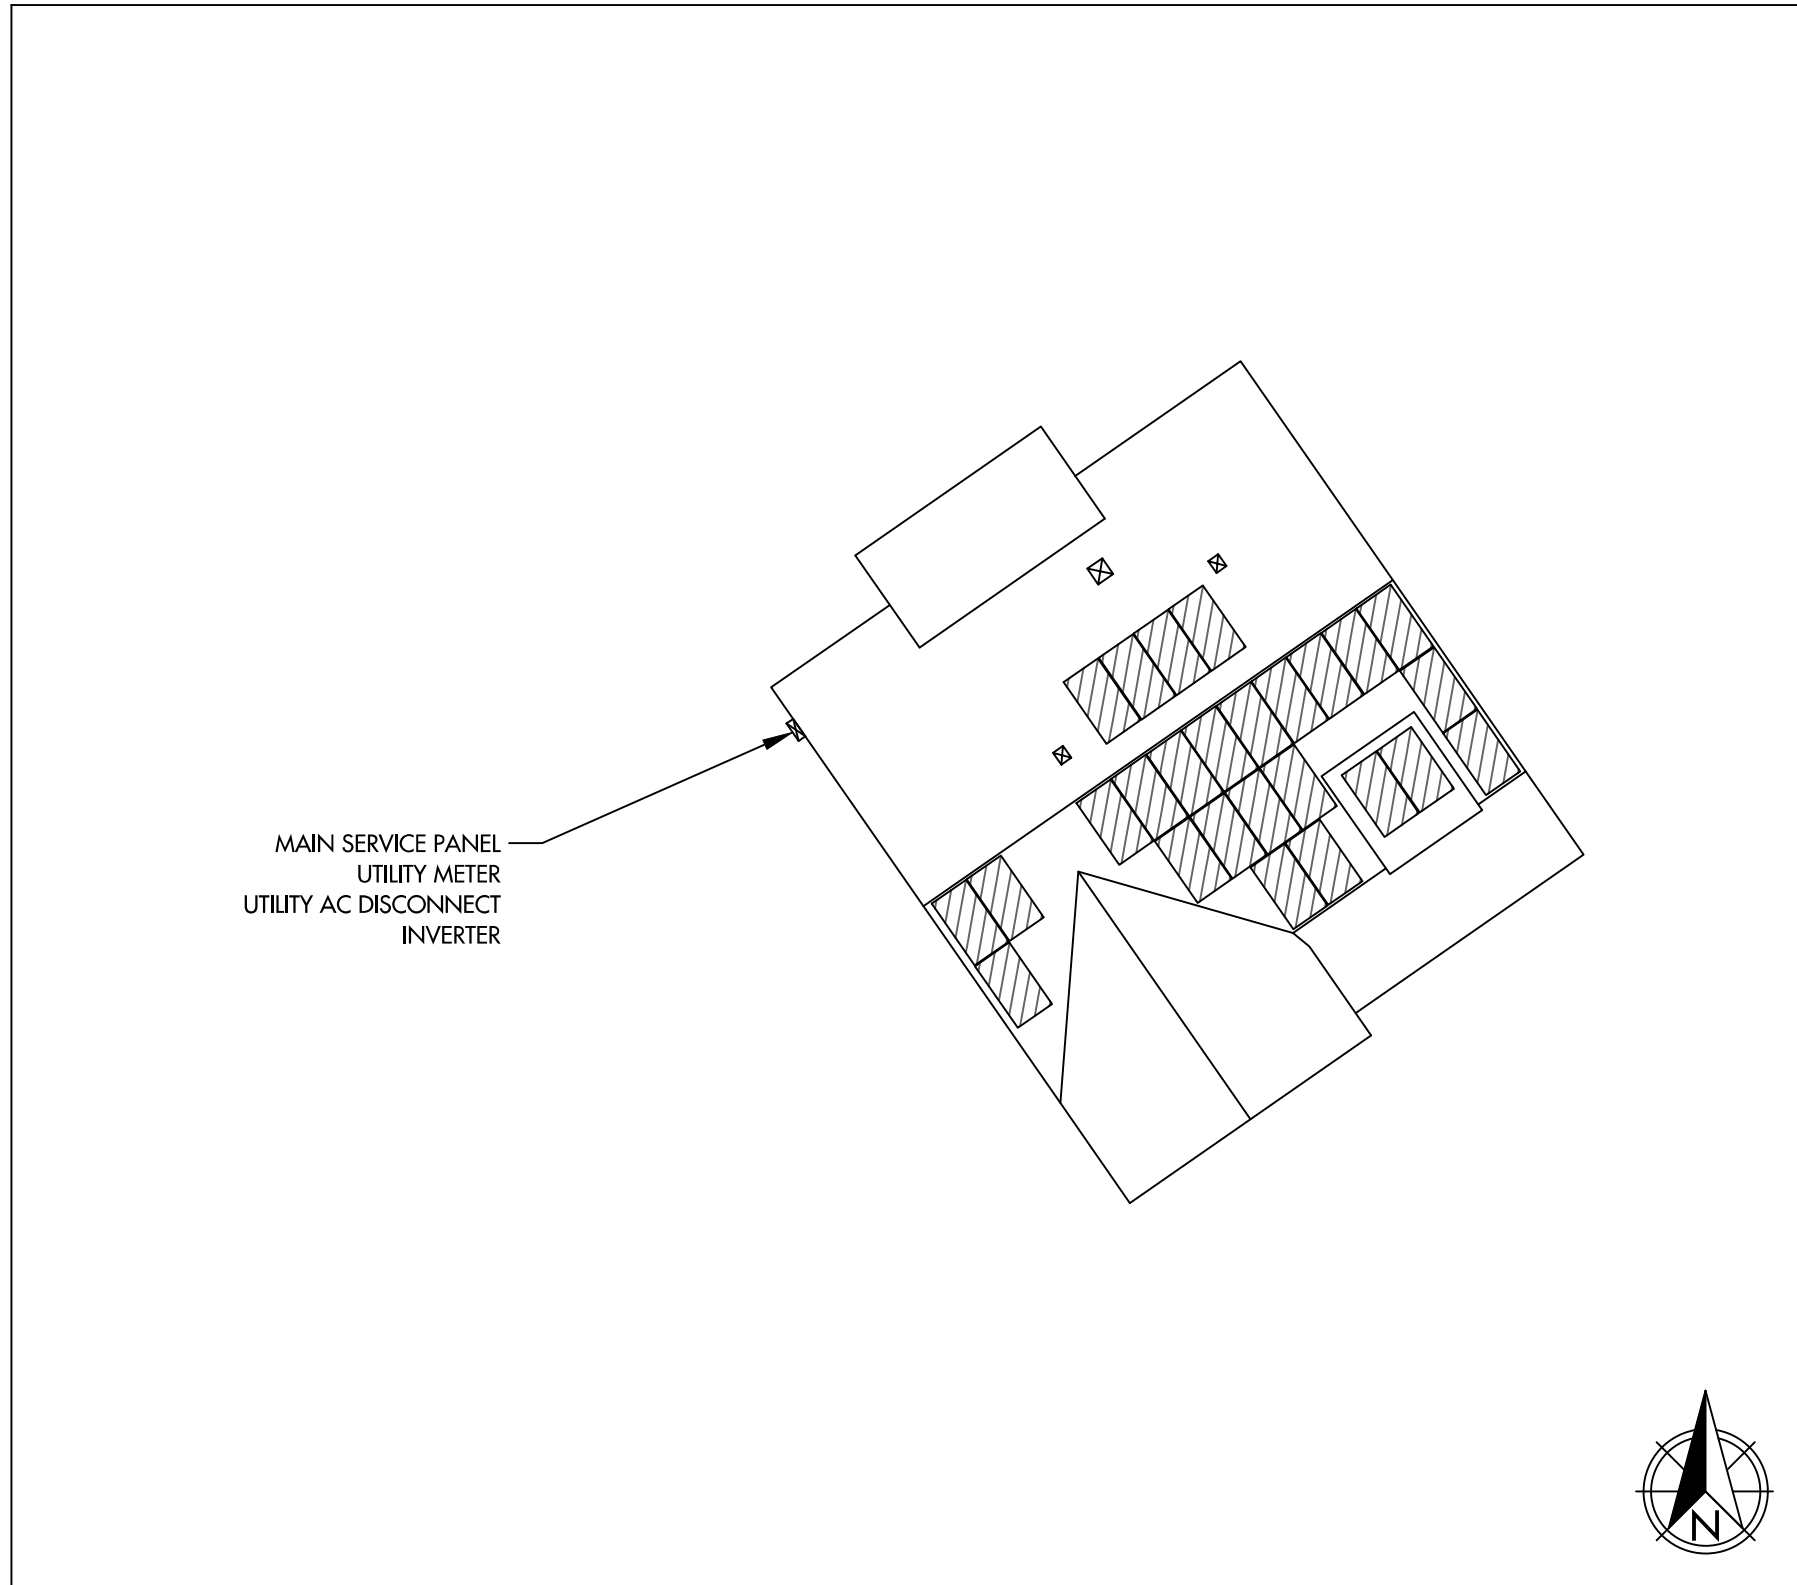 MAIN SERVICE PANEL
UTILITY METER
UTILITY AC DISCONNECT
INVERTER
N